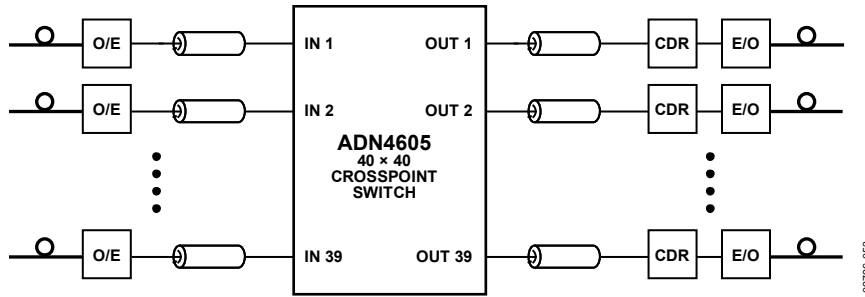 O/E IN 1 OUT 1 CDR E/O
O/E IN 2 OUT 2 CDR E/O
ADN4605
40 × 40
CROSSPOINT
SWITCH
O/E IN 39 OUT 39 CDR E/O